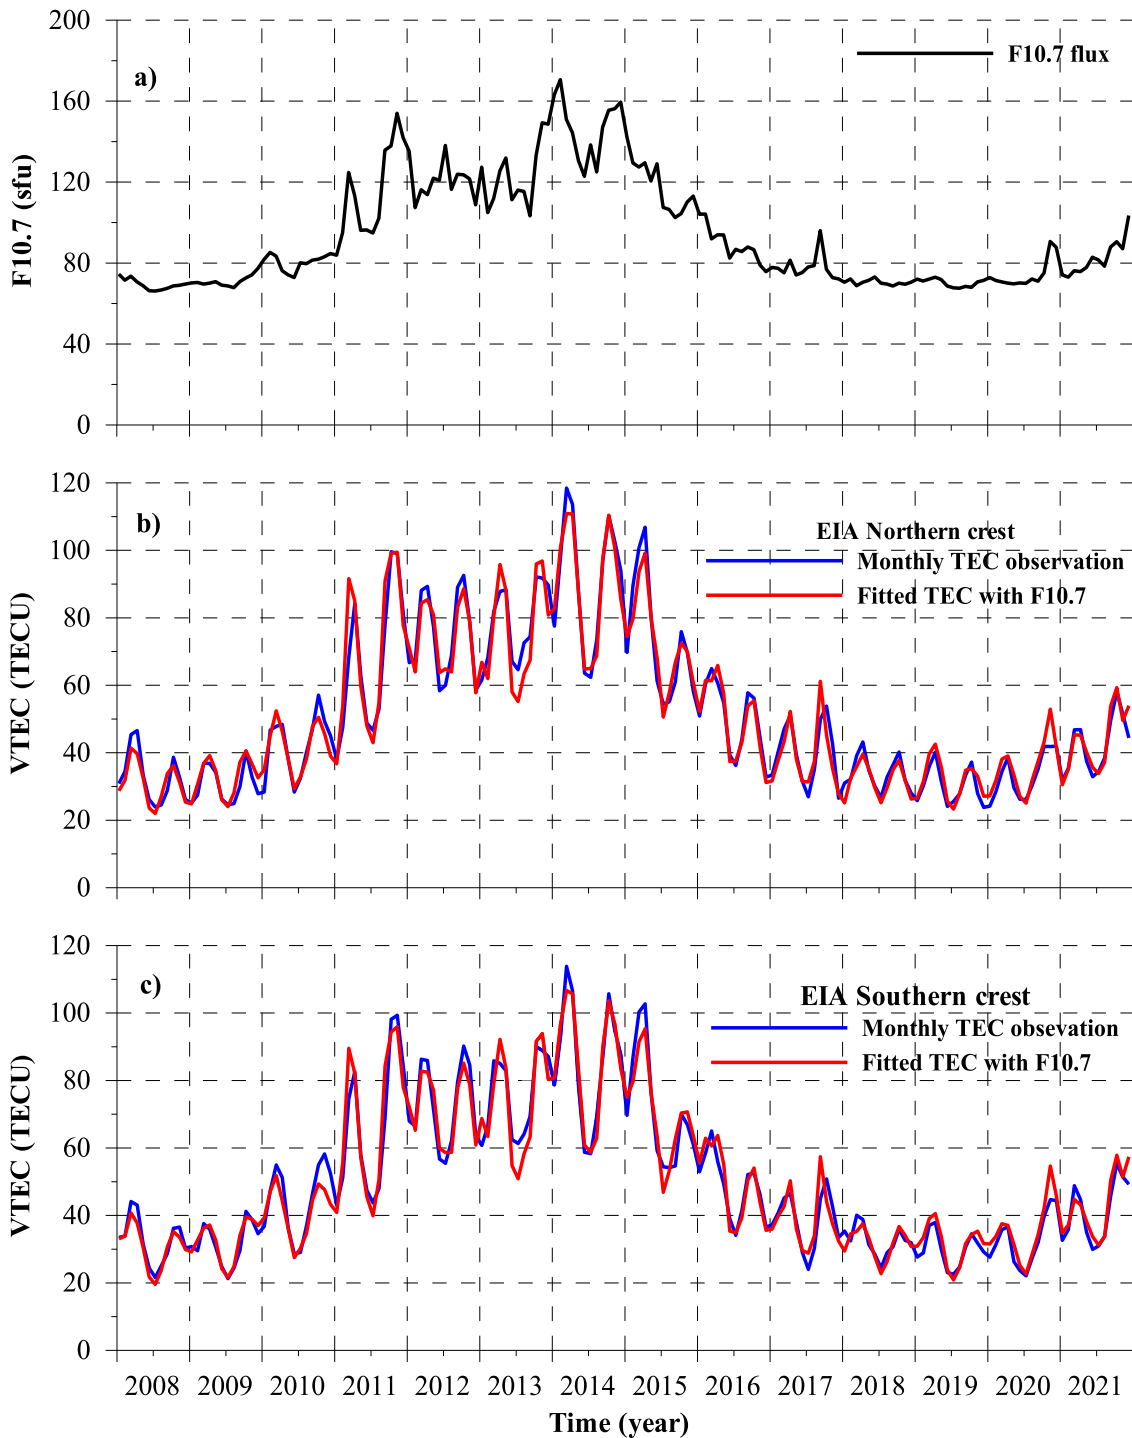 200
a)
F10.7 flux
160
120
80
40
0
F10.7 (sfu)
120
b)
EIA Northern crest
Monthly TEC observation
Fitted TEC with F10.7
100
80
60
40
20
0
VTEC (TECU)
120
c)
EIA Southern crest
Monthly TEC obsevation
Fitted TEC with F10.7
100
80
60
40
20
0
VTEC (TECU)
2008 2009 2010 2011 2012 2013 2014 2015 2016 2017 2018 2019 2020 2021
Time (year)